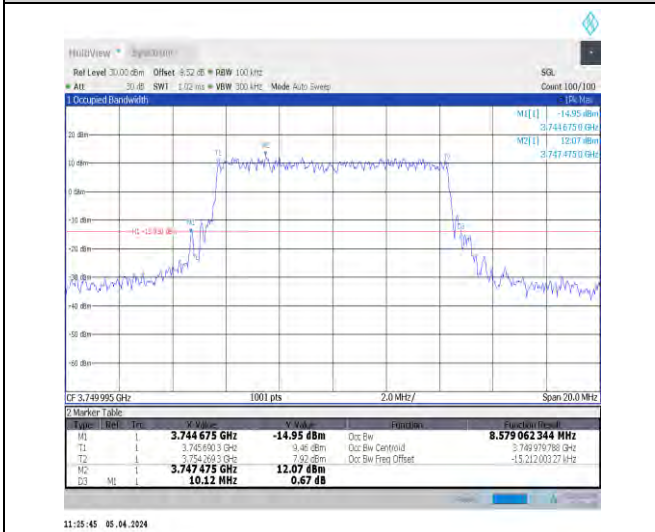 MultiView Spectrum
Ref Level 30.00 dBm Offset 8.52 dB RBW 100 kHz SGL
Att 30 dB SWT 1.02 ms VBW 300 kHz Mode Auto Sweep Count 100/100
1 Occupied Bandwidth 1Pk Max
M1[1] -14.95 dBm
3.744 675 0 GHz
M2[1] 12.07 dBm
3.747 475 0 GHz
20 dBm
10 dBm
T1
M2
T2
0 dBm
-10 dBm
M1
D3
-20 dBm
-30 dBm
-40 dBm
-50 dBm
-60 dBm
CF 3.749995 GHz 1001 pts 2.0 MHz/ Span 20.0 MHz
2 Marker Table
Type Ref Trc X-Value Y-Value Function Function Result
M1 1 3.744 675 GHz -14.95 dBm Occ Bw 8.579 062 344 MHz
T1 1 3.745 690 3 GHz 9.46 dBm Occ Bw Centroid 3.749 979 788 GHz
T2 1 3.754 269 3 GHz 7.92 dBm Occ Bw Freq Offset -15.212 003 27 kHz
M2 1 3.747 475 GHz 12.07 dBm
D3 M1 1 10.12 MHz 0.67 dB
11:25:45 05.04.2024